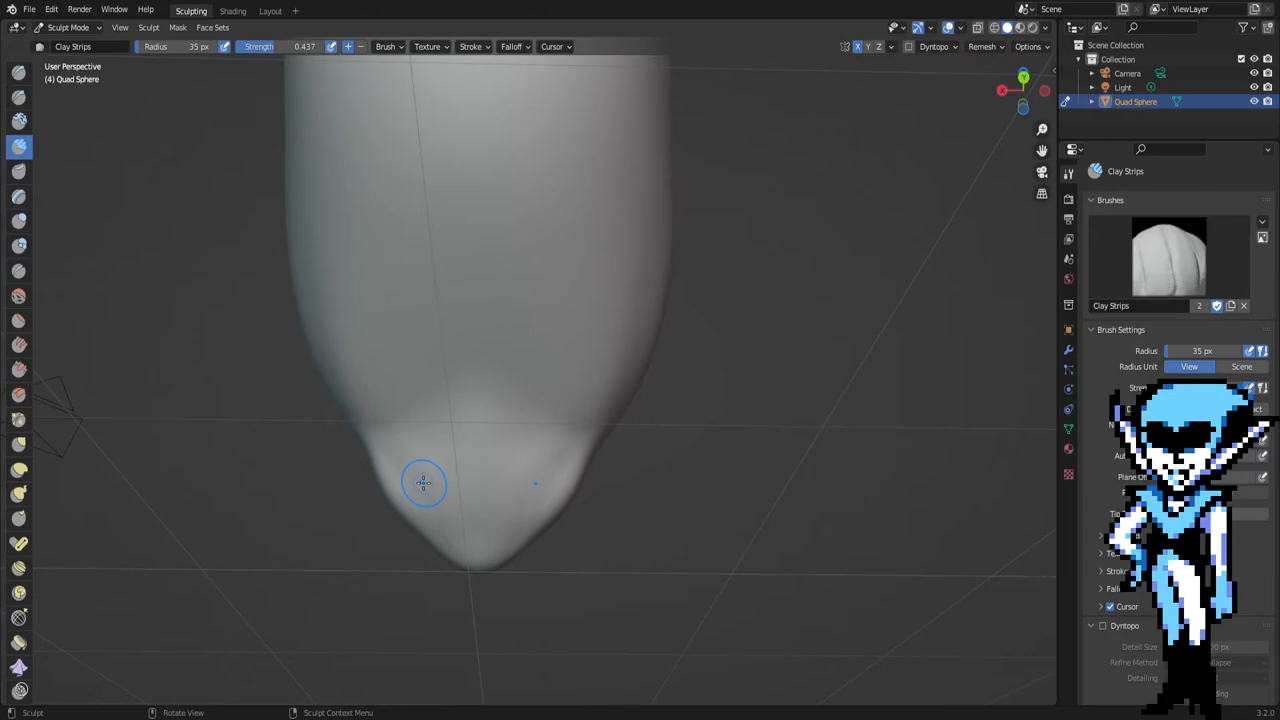 File Edit Render Window Help Sculpting Shading Layout + Scene ViewLayer
Sculpt Mode View Sculpt Mask Face Sets
Clay Strips Radius 35 px Strength 0.437 Brush Texture Stroke Falloff Cursor X Y Z Dyntopo Remesh Options
User Perspective
(4) Quad Sphere
Y
X
Scene Collection
Collection
Camera
Light
Quad Sphere
Clay Strips
Brushes
Clay Strips 2
Brush Settings
Radius 35 px
Radius Unit View Scene
Cursor
Dyntopo
Detail Size
Refine Method
Detailing
Sculpt Rotate View Sculpt Context Menu 3.2.0